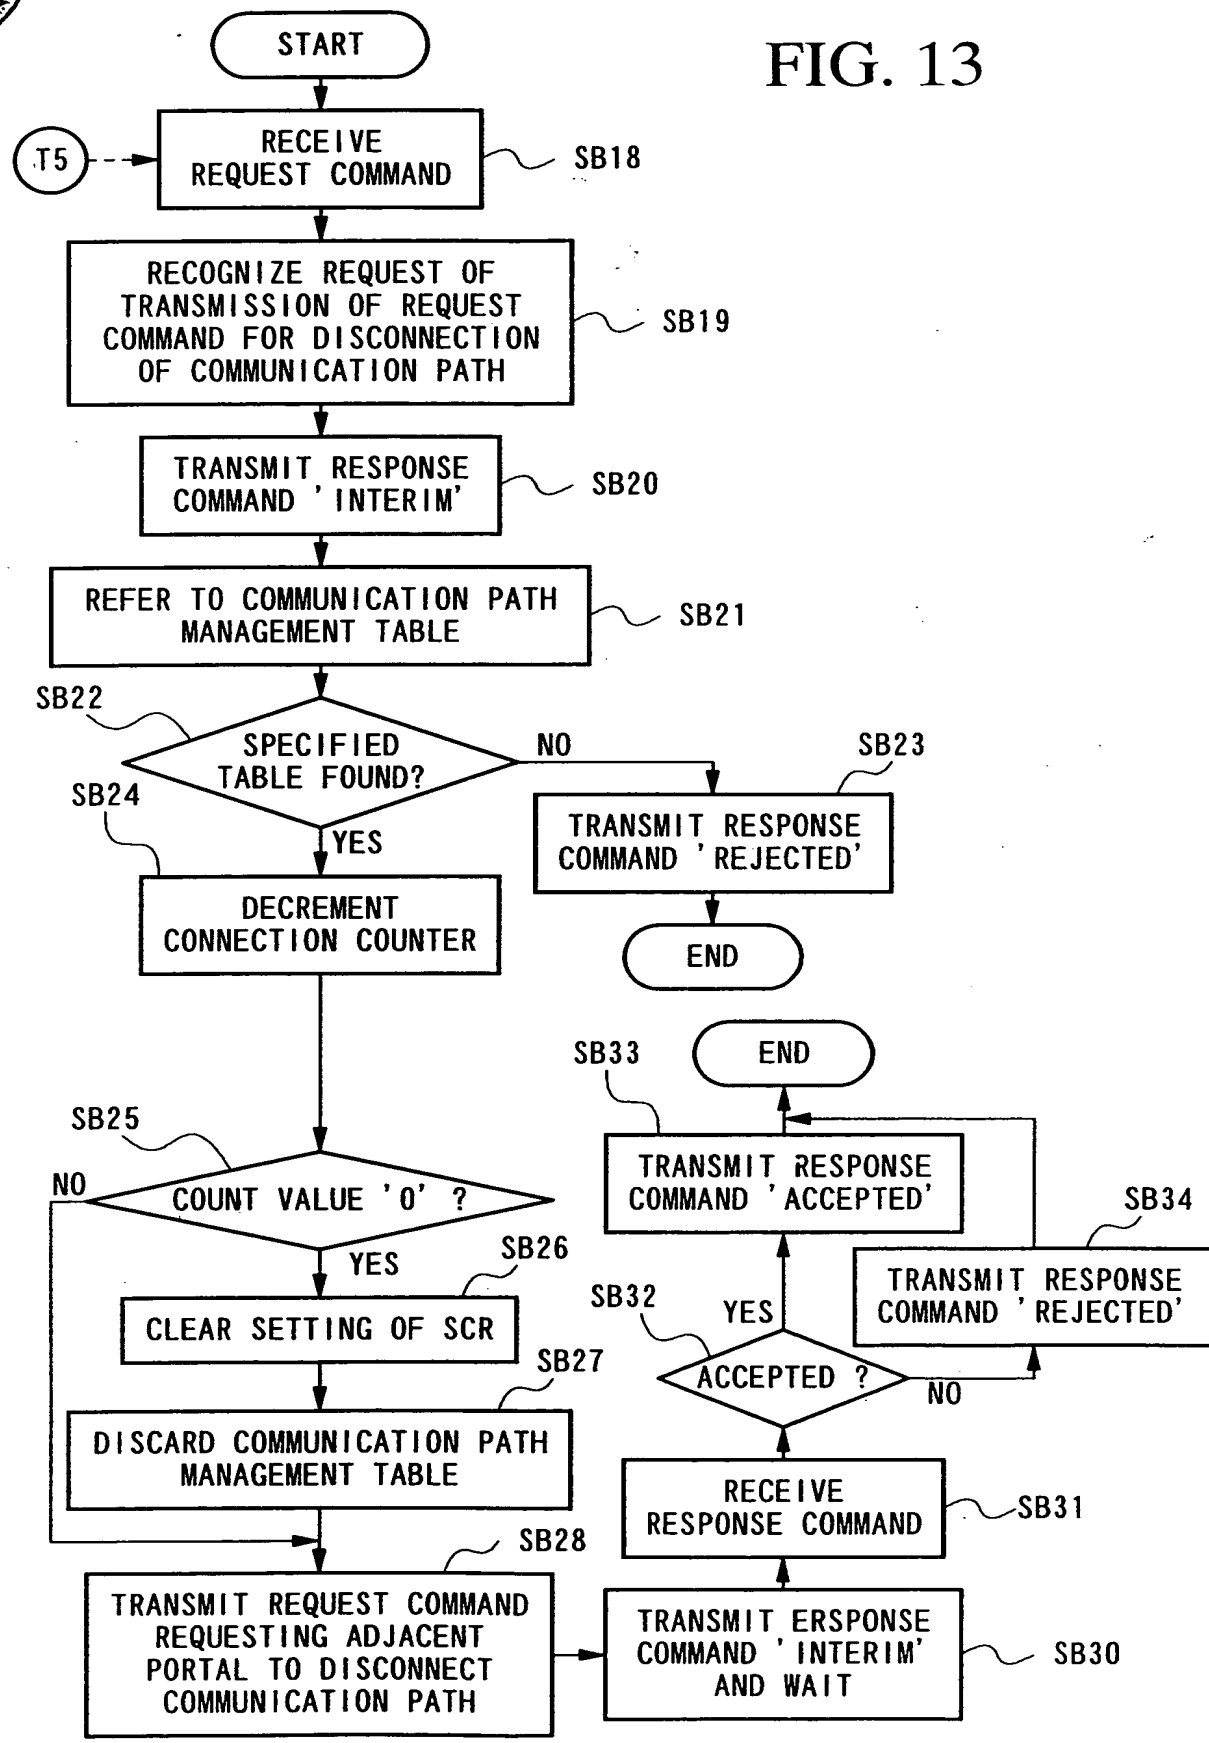 FIG. 13
START
T5
RECEIVE
REQUEST COMMAND
SB18
RECOGNIZE REQUEST OF
TRANSMISSION OF REQUEST
COMMAND FOR DISCONNECTION
OF COMMUNICATION PATH
SB19
TRANSMIT RESPONSE
COMMAND 'INTERIM'
SB20
REFER TO COMMUNICATION PATH
MANAGEMENT TABLE
SB21
SB22
SPECIFIED
TABLE FOUND?
NO
YES
SB23
TRANSMIT RESPONSE
COMMAND 'REJECTED'
END
SB24
DECREMENT
CONNECTION COUNTER
SB25
COUNT VALUE '0' ?
NO
YES
SB26
CLEAR SETTING OF SCR
SB27
DISCARD COMMUNICATION PATH
MANAGEMENT TABLE
SB28
TRANSMIT REQUEST COMMAND
REQUESTING ADJACENT
PORTAL TO DISCONNECT
COMMUNICATION PATH
TRANSMIT ERSPONSE
COMMAND 'INTERIM'
AND WAIT
SB30
RECEIVE
RESPONSE COMMAND
SB31
SB32
ACCEPTED ?
YES
NO
SB33
TRANSMIT RESPONSE
COMMAND 'ACCEPTED'
SB34
TRANSMIT RESPONSE
COMMAND 'REJECTED'
END